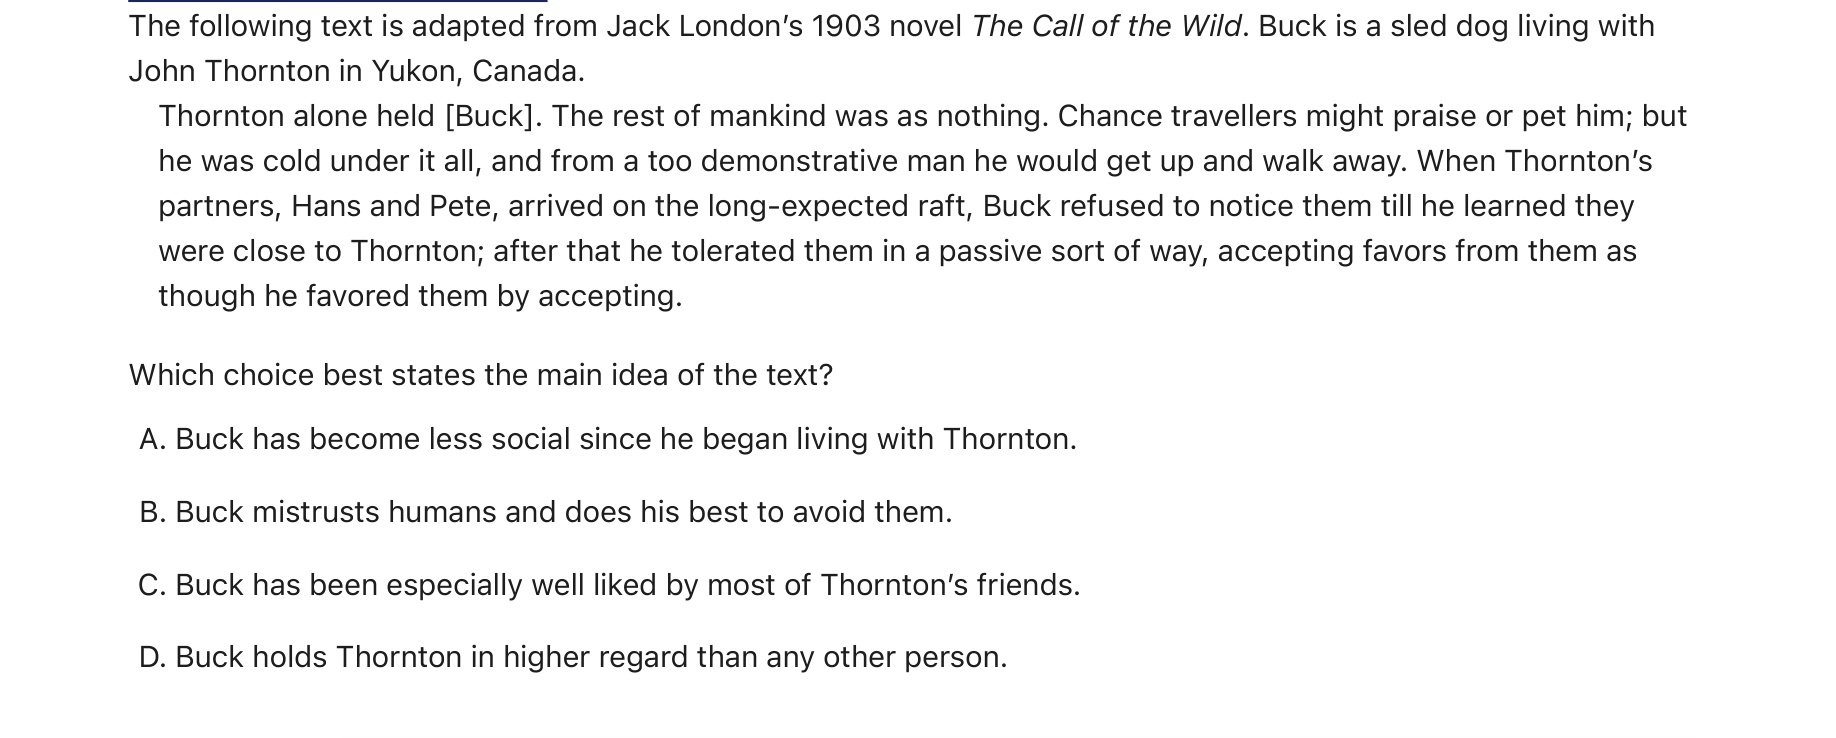 The following text is adapted from Jack London’s 1903 novel The Call of the Wild. Buck is a sled dog living with
John Thornton in Yukon, Canada.
Thornton alone held [Buck]. The rest of mankind was as nothing. Chance travellers might praise or pet him; but
he was cold under it all, and from a too demonstrative man he would get up and walk away. When Thornton’s
partners, Hans and Pete, arrived on the long-expected raft, Buck refused to notice them till he learned they
were close to Thornton; after that he tolerated them in a passive sort of way, accepting favors from them as
though he favored them by accepting.
Which choice best states the main idea of the text?
A. Buck has become less social since he began living with Thornton.
B. Buck mistrusts humans and does his best to avoid them.
C. Buck has been especially well liked by most of Thornton’s friends.
D. Buck holds Thornton in higher regard than any other person.